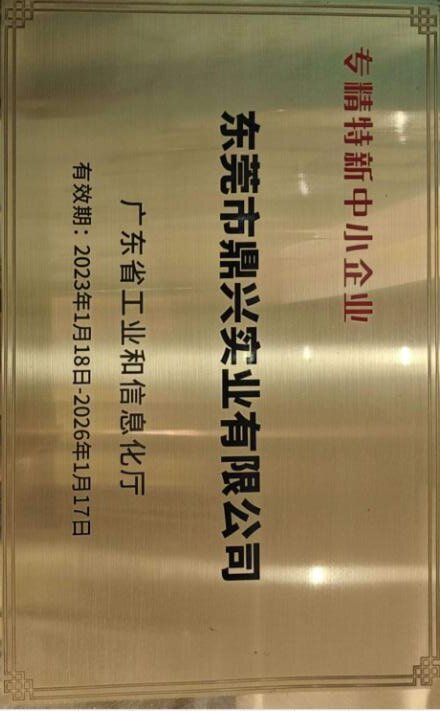 专精特新中小企业
东莞市鼎兴实业有限公司
广东省工业和信息化厅
有效期：2023年1月18日-2026年1月17日